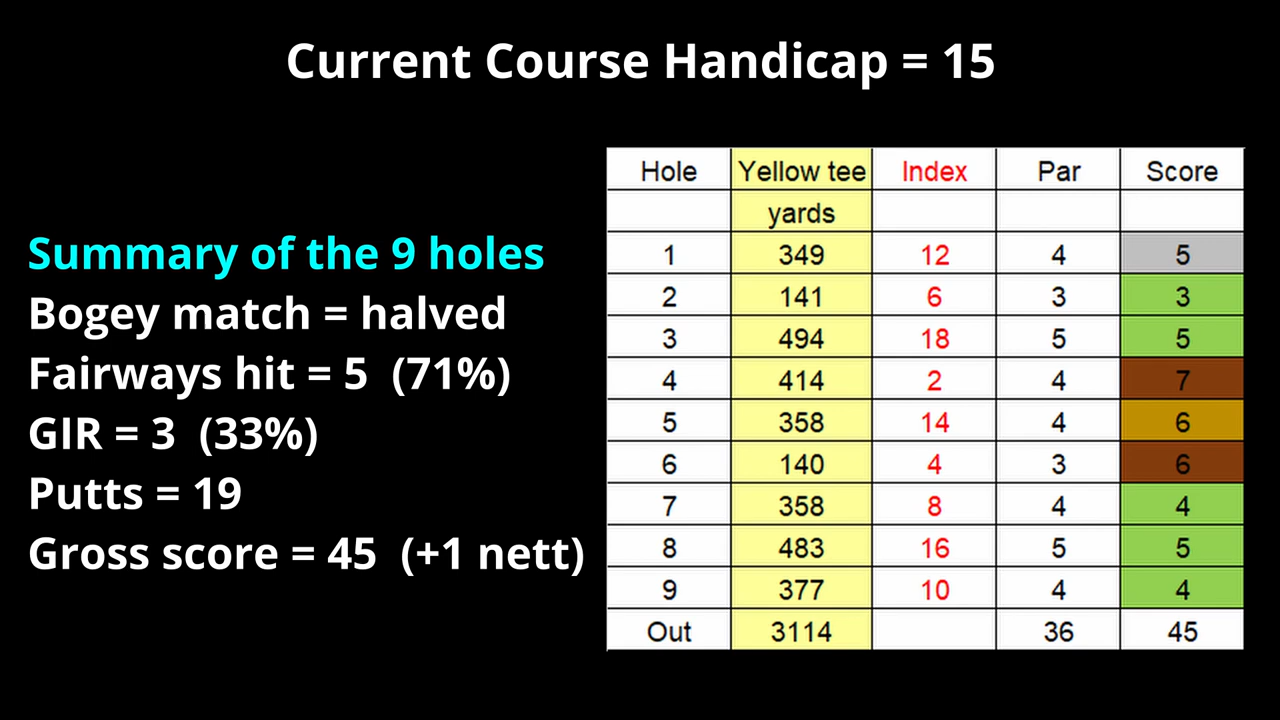 Current Course Handicap = 15
Summary of the 9 holes
Bogey match = halved
Fairways hit = 5 (71%)
GIR = 3 (33%)
Putts = 19
Gross score = 45 (+1 nett)
Hole Yellow tee Index Par Score
yards
1 349 12 4 5
2 141 6 3 3
3 494 18 5 5
4 414 2 4 7
5 358 14 4 6
6 140 4 3 6
7 358 8 4 4
8 483 16 5 5
9 377 10 4 4
Out 3114 36 45